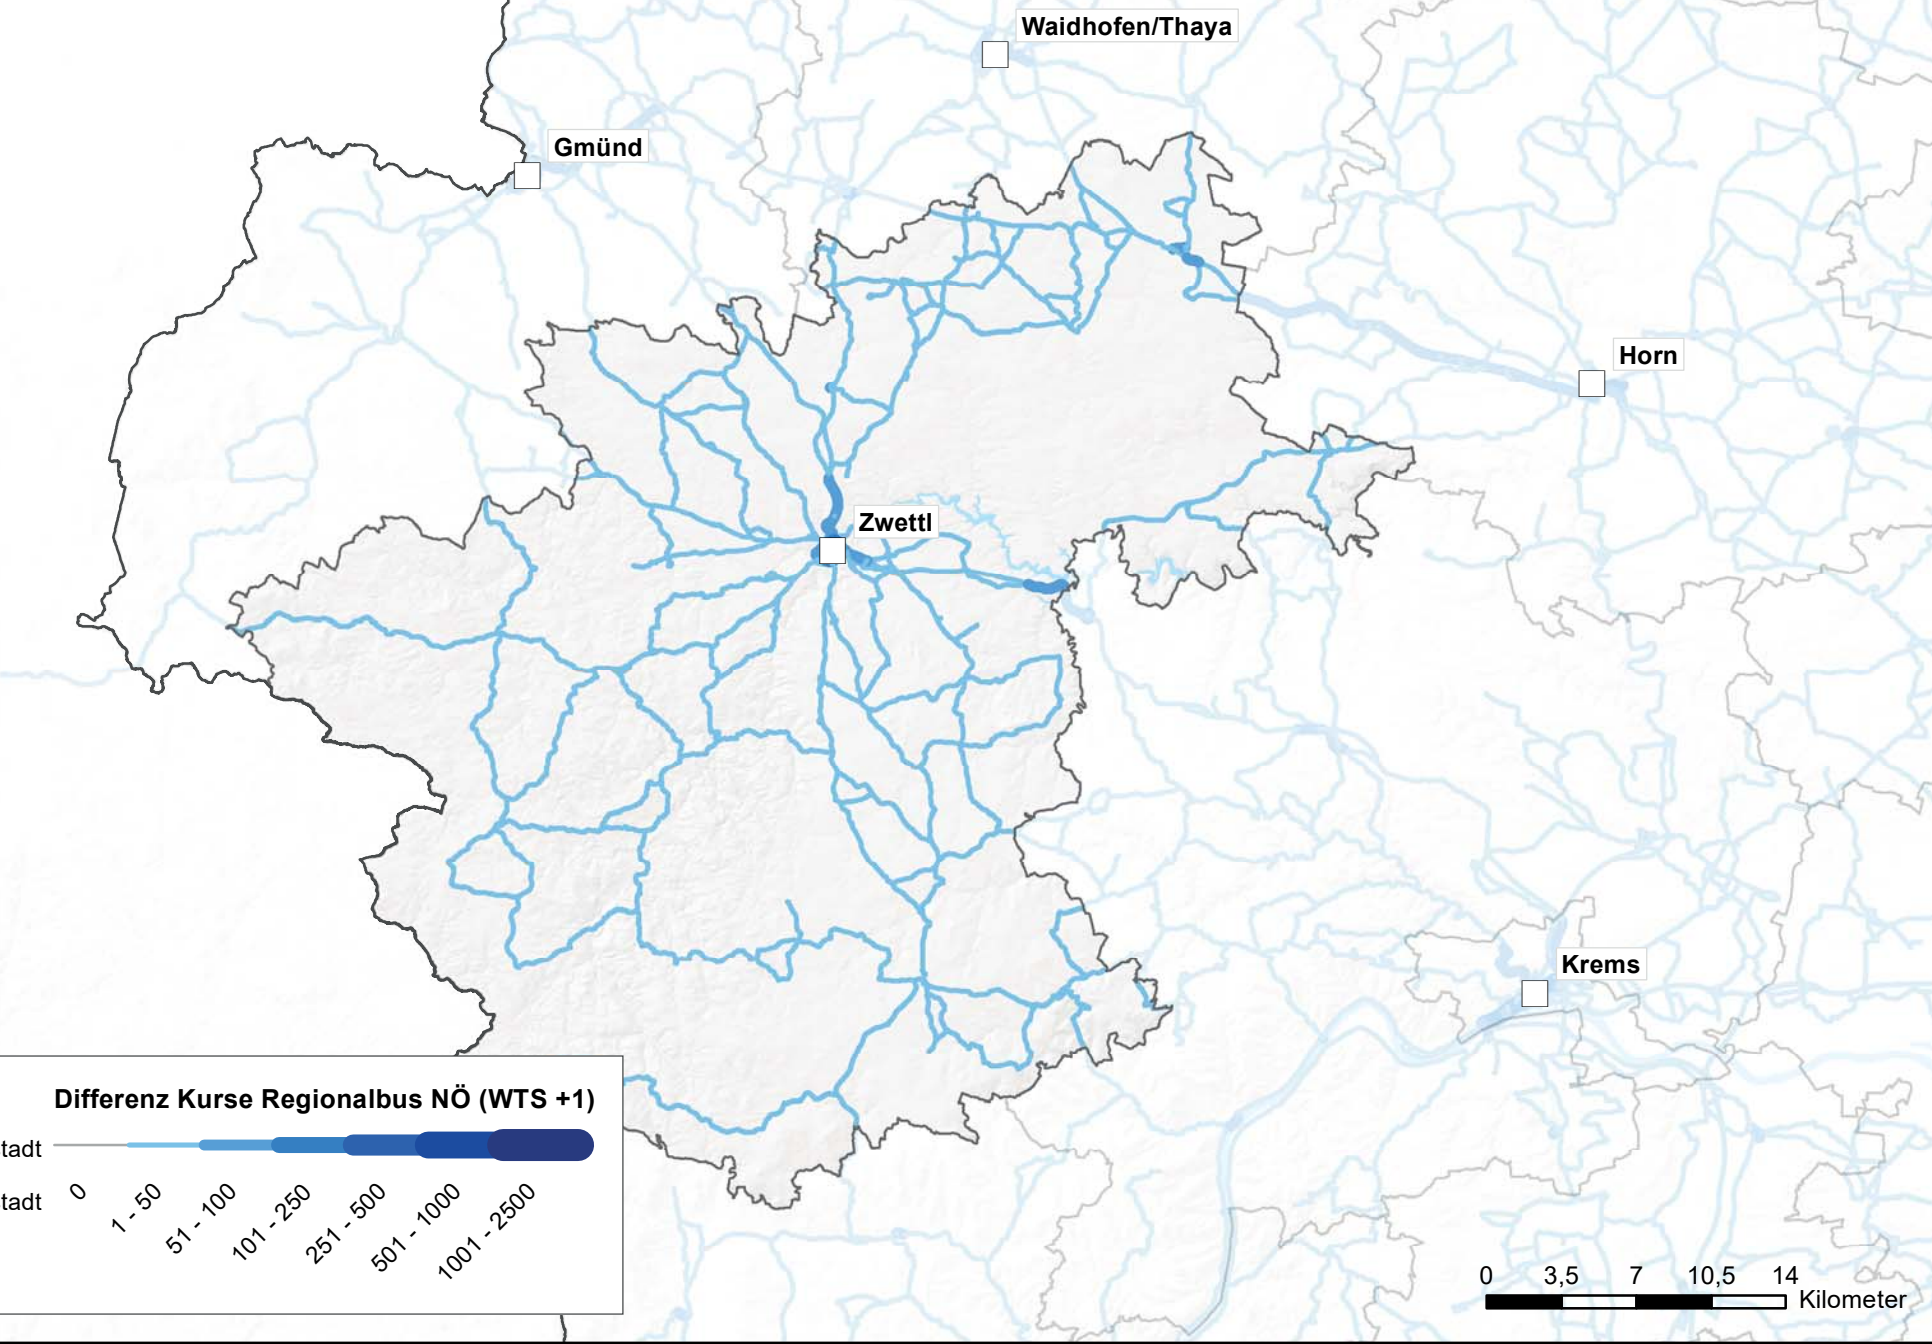 Waidhofen/Thaya
Gmünd
Horn
Zwettl
Krems
Differenz Kurse Regionalbus NÖ (WTS +1)
tadt
tadt
0
1 - 50
51 - 100
101 - 250
251 - 500
501 - 1000
1001 - 2500
0 3,5 7 10,5 14
Kilometer